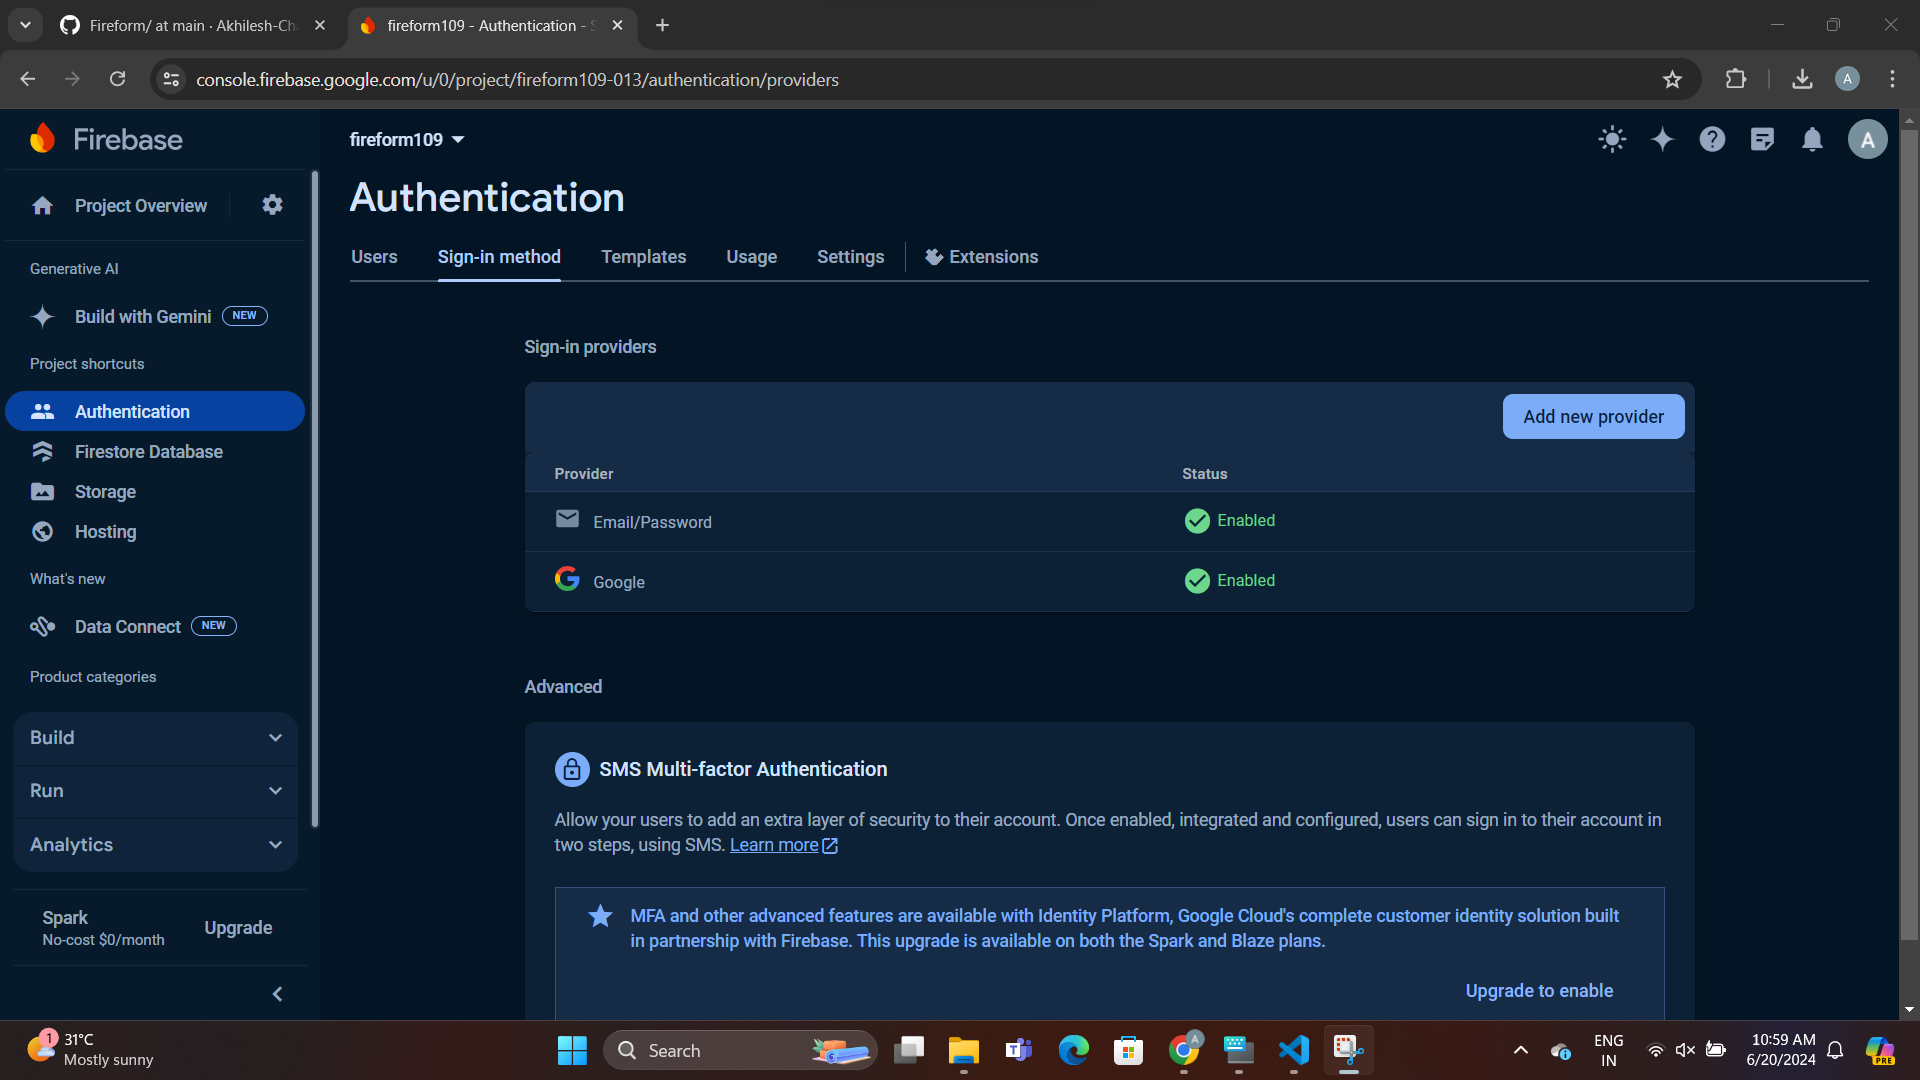 Fireform/ at main · Akhilesh-Ch
fireform109 - Authentication -
console.firebase.google.com/u/0/project/fireform109-013/authentication/providers
A
Firebase
fireform109
A
Project Overview
Authentication
Users
Sign-in method
Templates
Usage
Settings
Extensions
Generative AI
Build with Gemini
NEW
Project shortcuts
Authentication
Firestore Database
Storage
Hosting
What's new
Data Connect
NEW
Product categories
Build
Run
Analytics
Spark
No-cost $0/month
Upgrade
Sign-in providers
Add new provider
Provider
Status
Email/Password
Enabled
Google
Enabled
Advanced
SMS Multi-factor Authentication
Allow your users to add an extra layer of security to their account. Once enabled, integrated and configured, users can sign in to their account in
two steps, using SMS. Learn more
MFA and other advanced features are available with Identity Platform, Google Cloud's complete customer identity solution built
in partnership with Firebase. This upgrade is available on both the Spark and Blaze plans.
Upgrade to enable
1
31°C
Mostly sunny
Search
A
ENG
IN
10:59 AM
6/20/2024
PRE